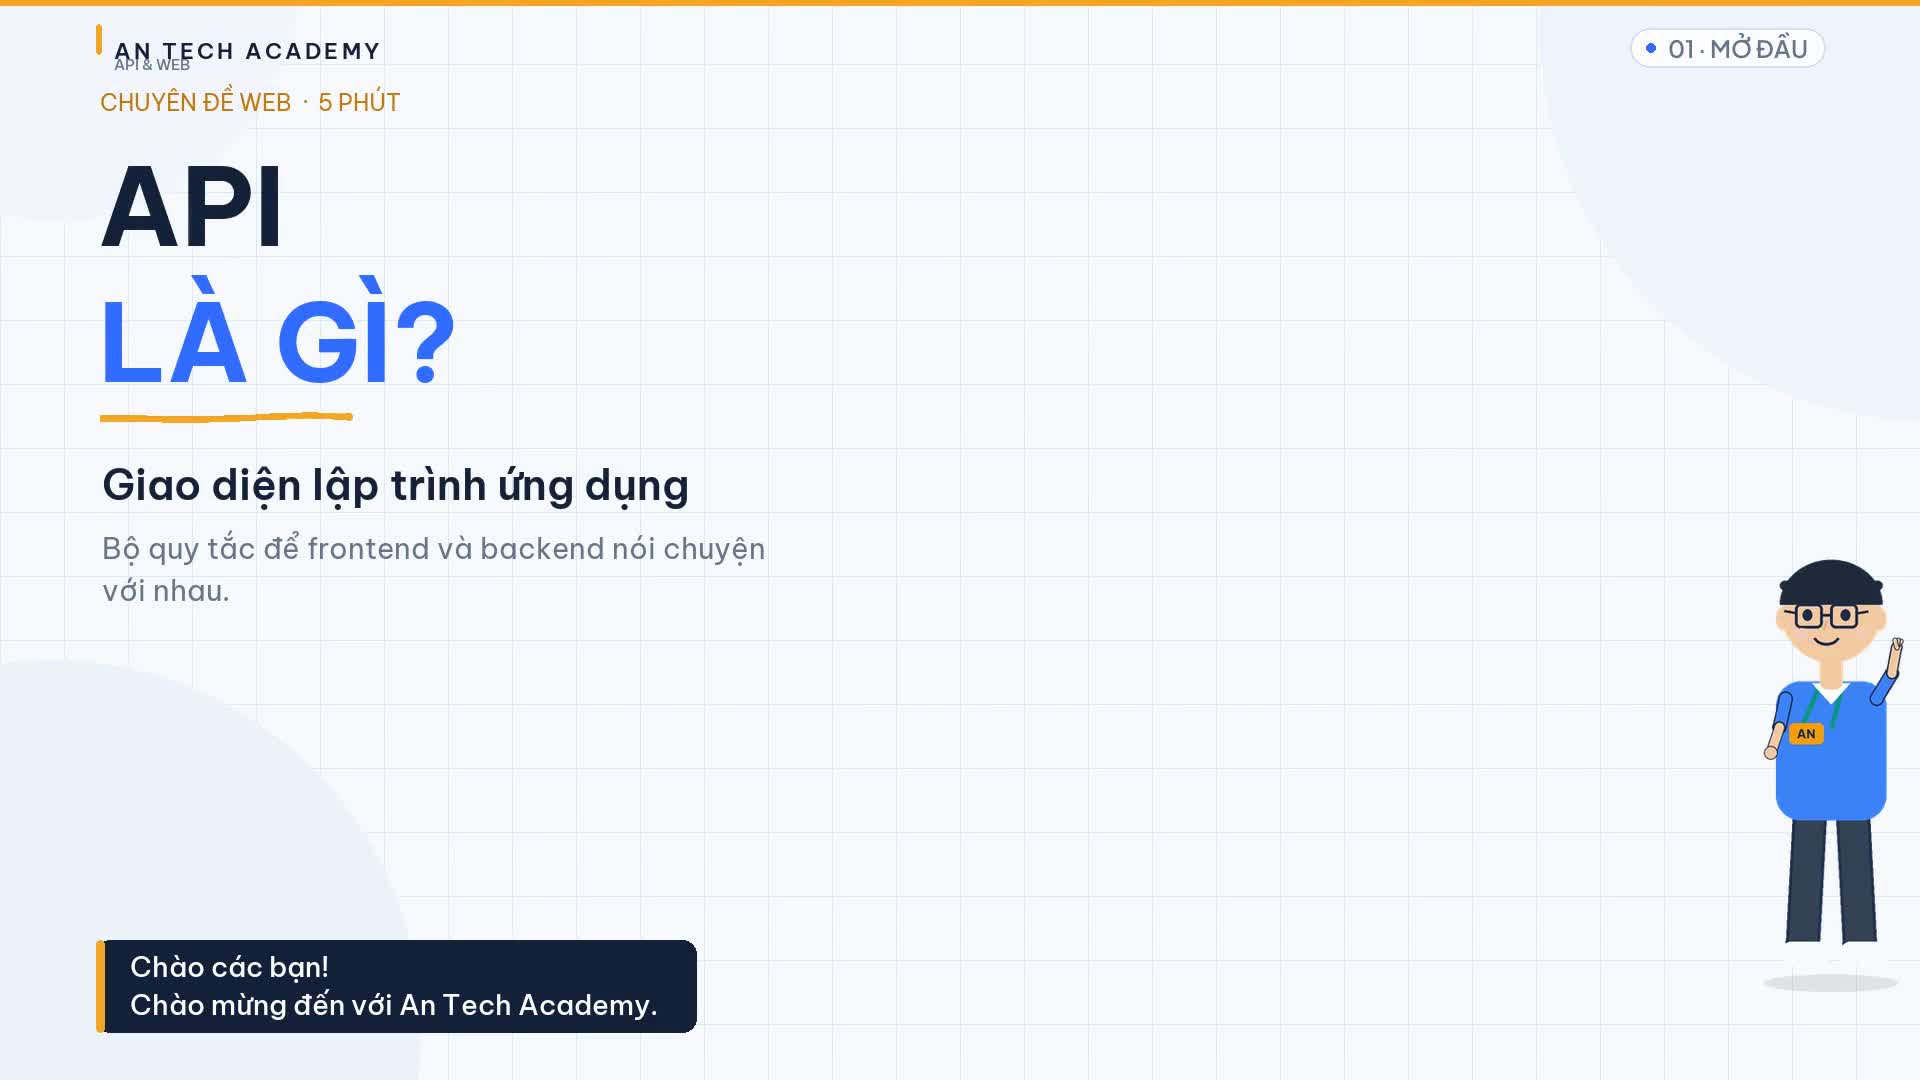 AN TECH ACADEMY
API & WEB
01 · MỞ ĐẦU
CHUYÊN ĐỀ WEB · 5 PHÚT
API
LÀ GÌ?
Giao diện lập trình ứng dụng
Bộ quy tắc để frontend và backend nói chuyện
với nhau.
AN
Chào các bạn!
Chào mừng đến với An Tech Academy.